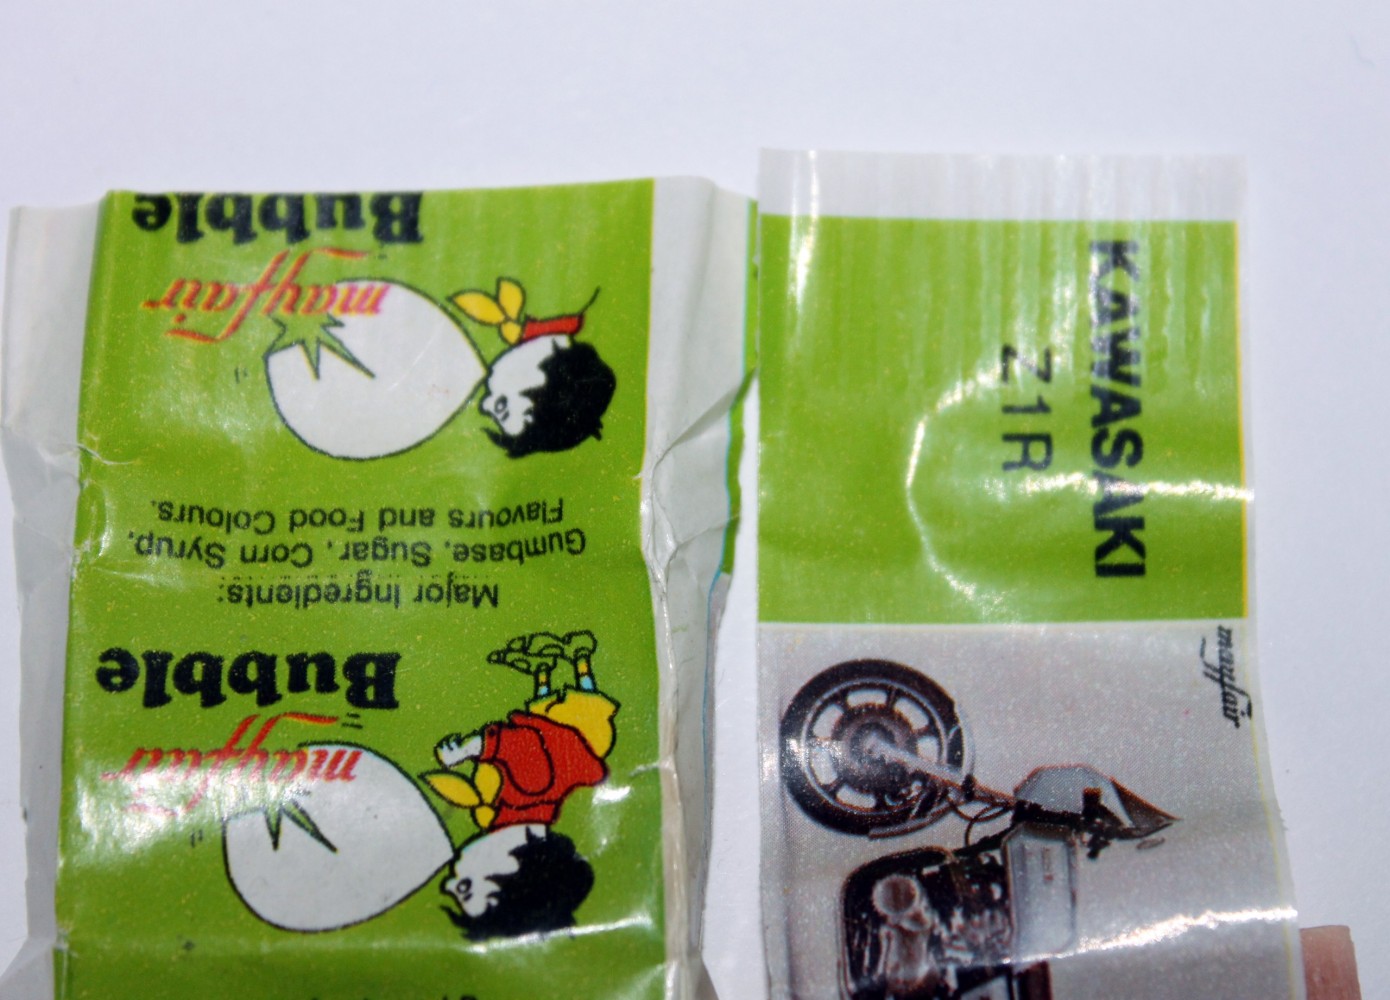 mayfair
Bubble
Major Ingredients:
Gumbase, Sugar, Corn Syrup,
Flavours and Food Colours.
mayfair
Bubble
KAWASAKI
Z1R
mayfair